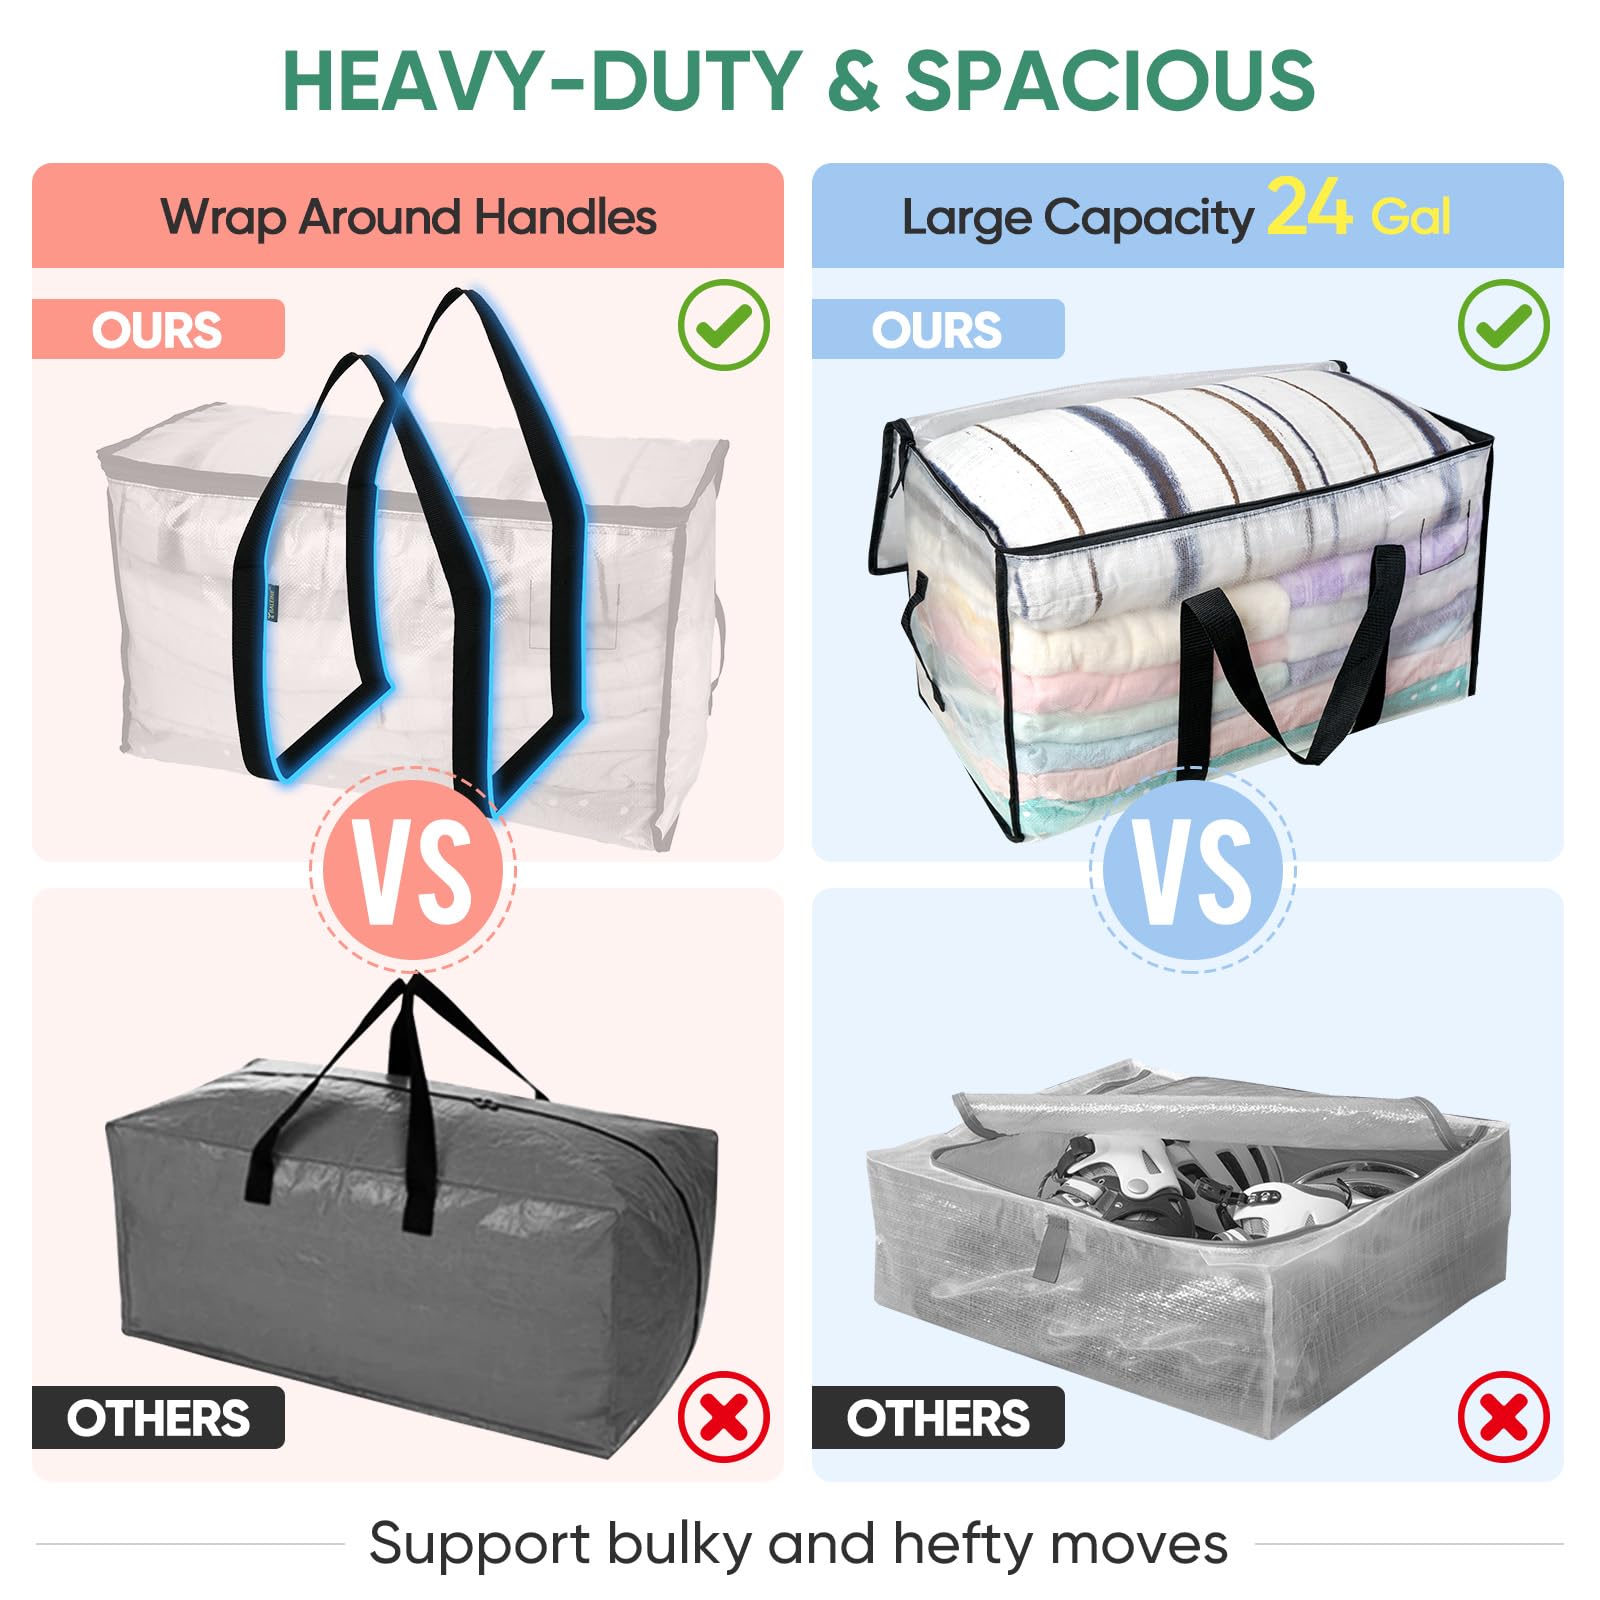 HEAVY-DUTY & SPACIOUS
Wrap Around Handles
OURS
BALEINE
VS
OTHERS
Large Capacity 24 Gal
OURS
VS
OTHERS
Support bulky and hefty moves